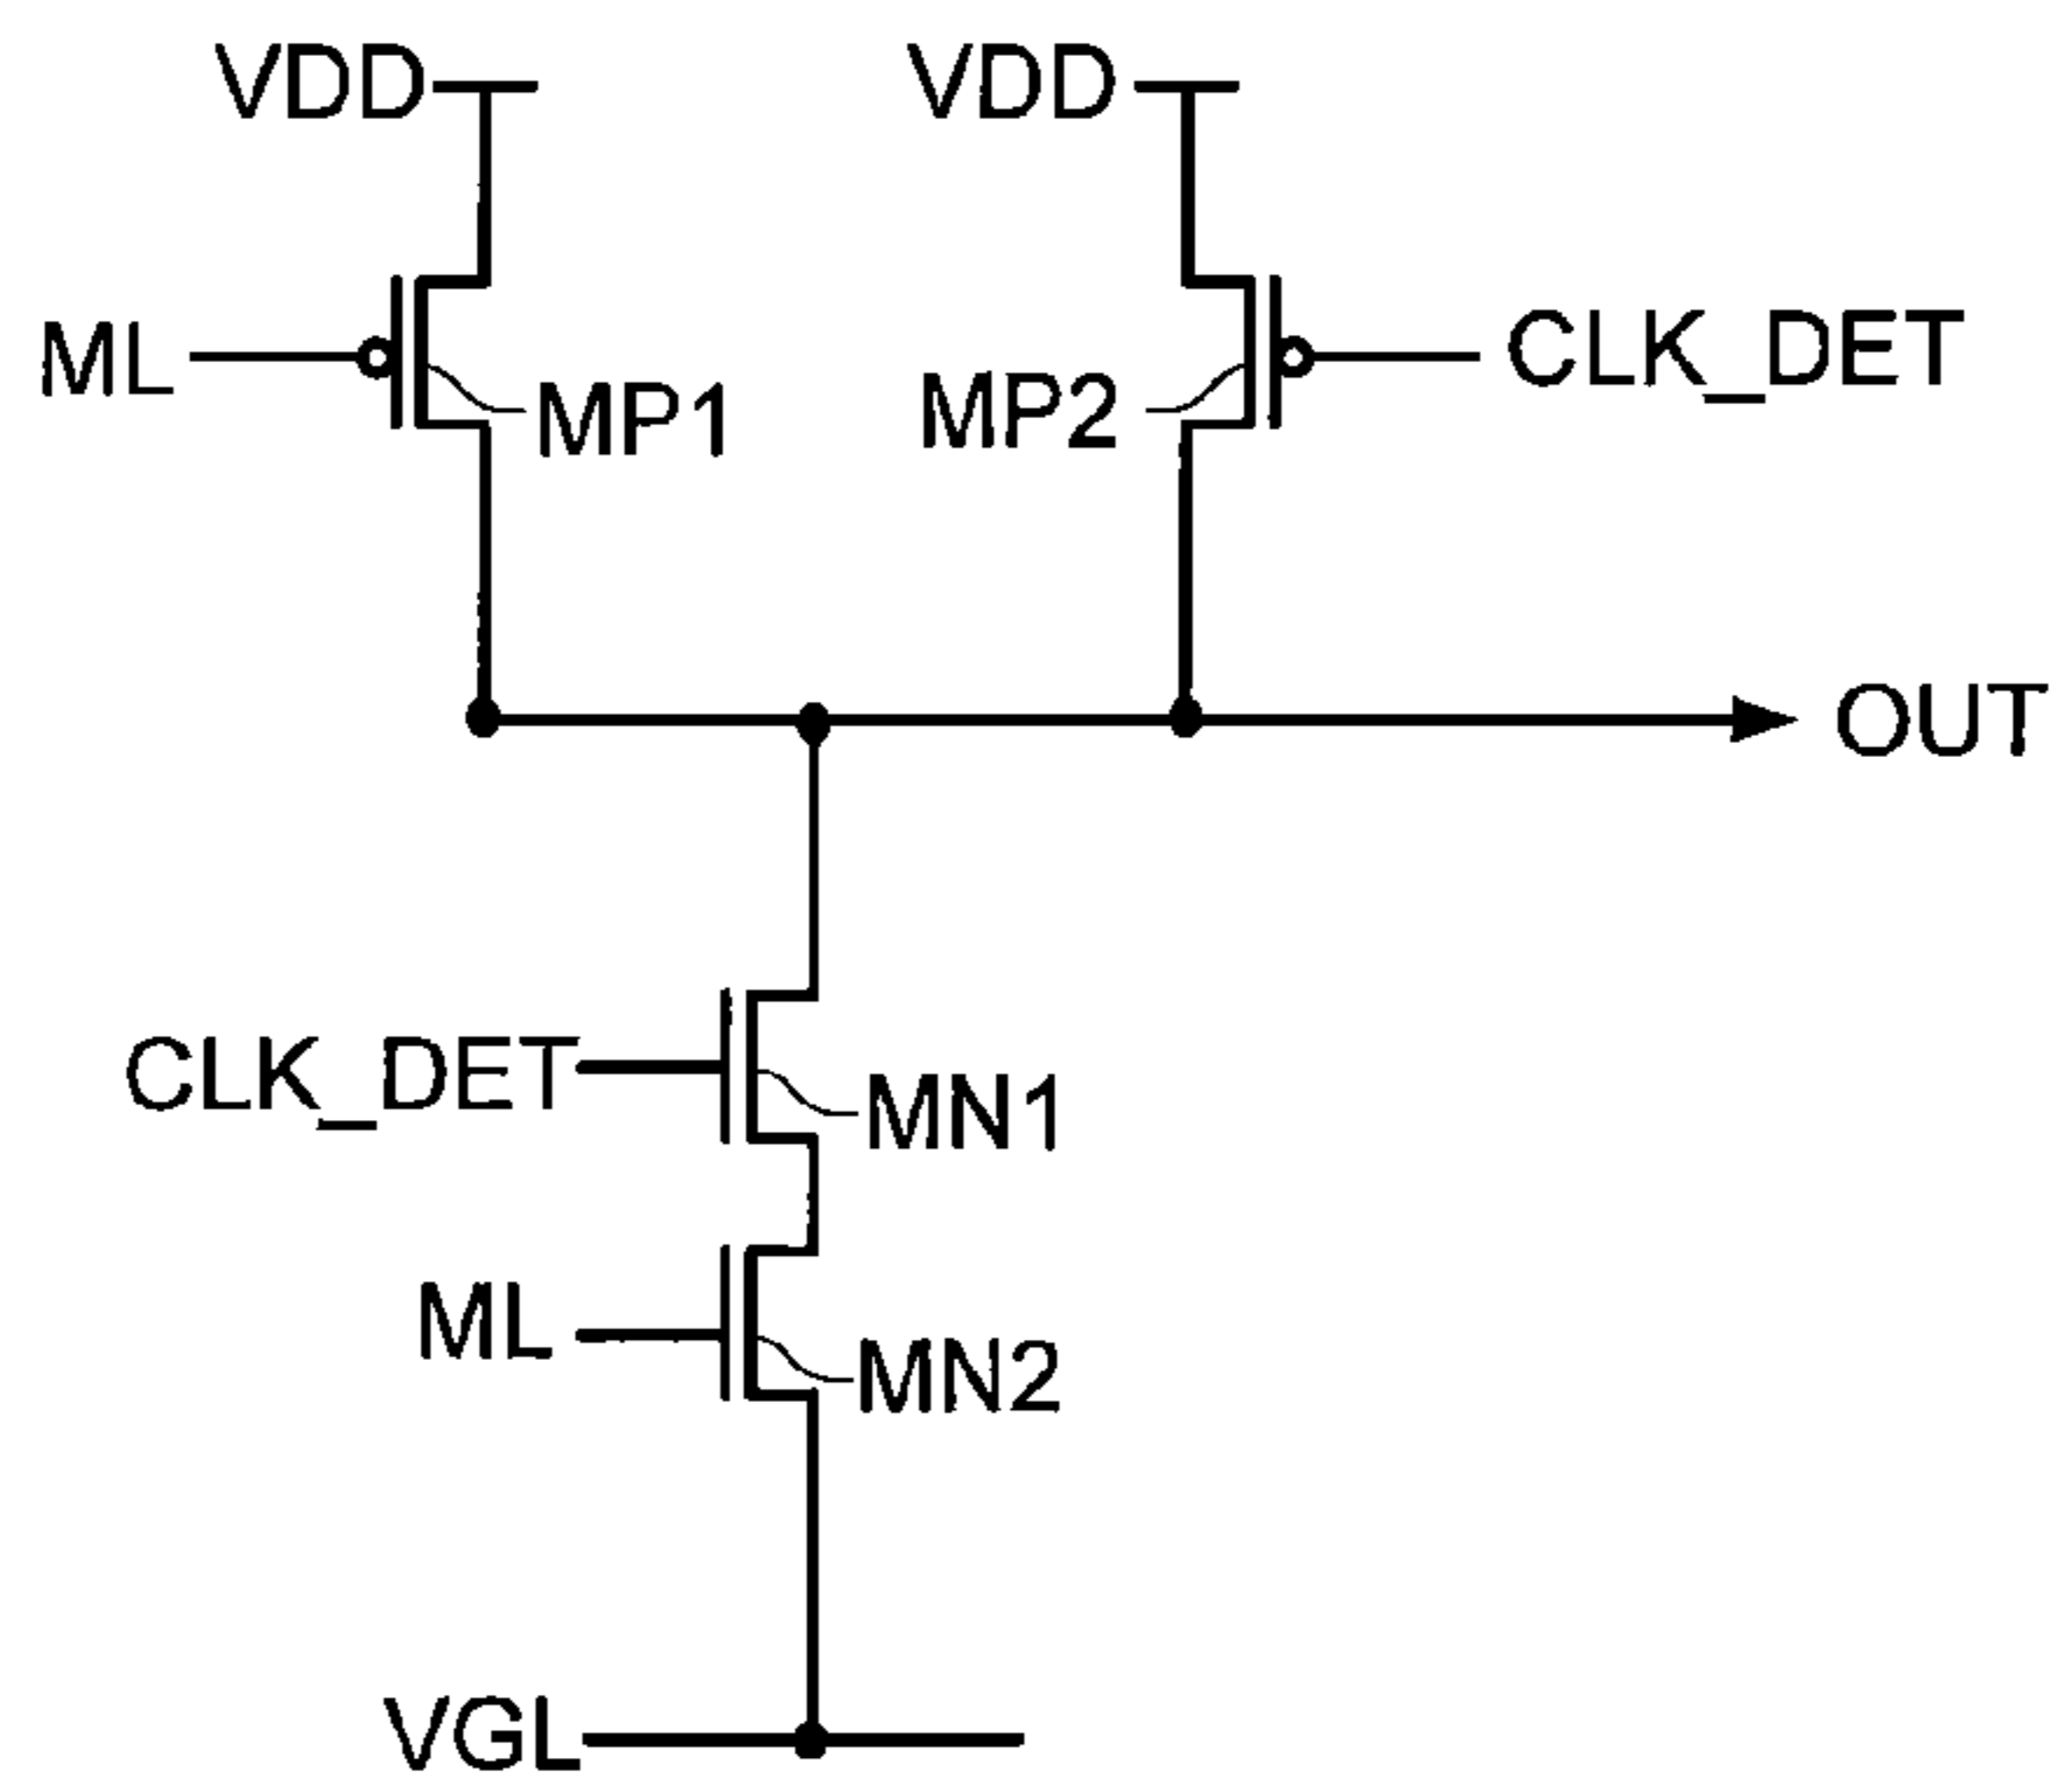 VDD
VDD
ML
MP1
MP2
CLK_DET
OUT
CLK_DET
MN1
ML
MN2
VGL